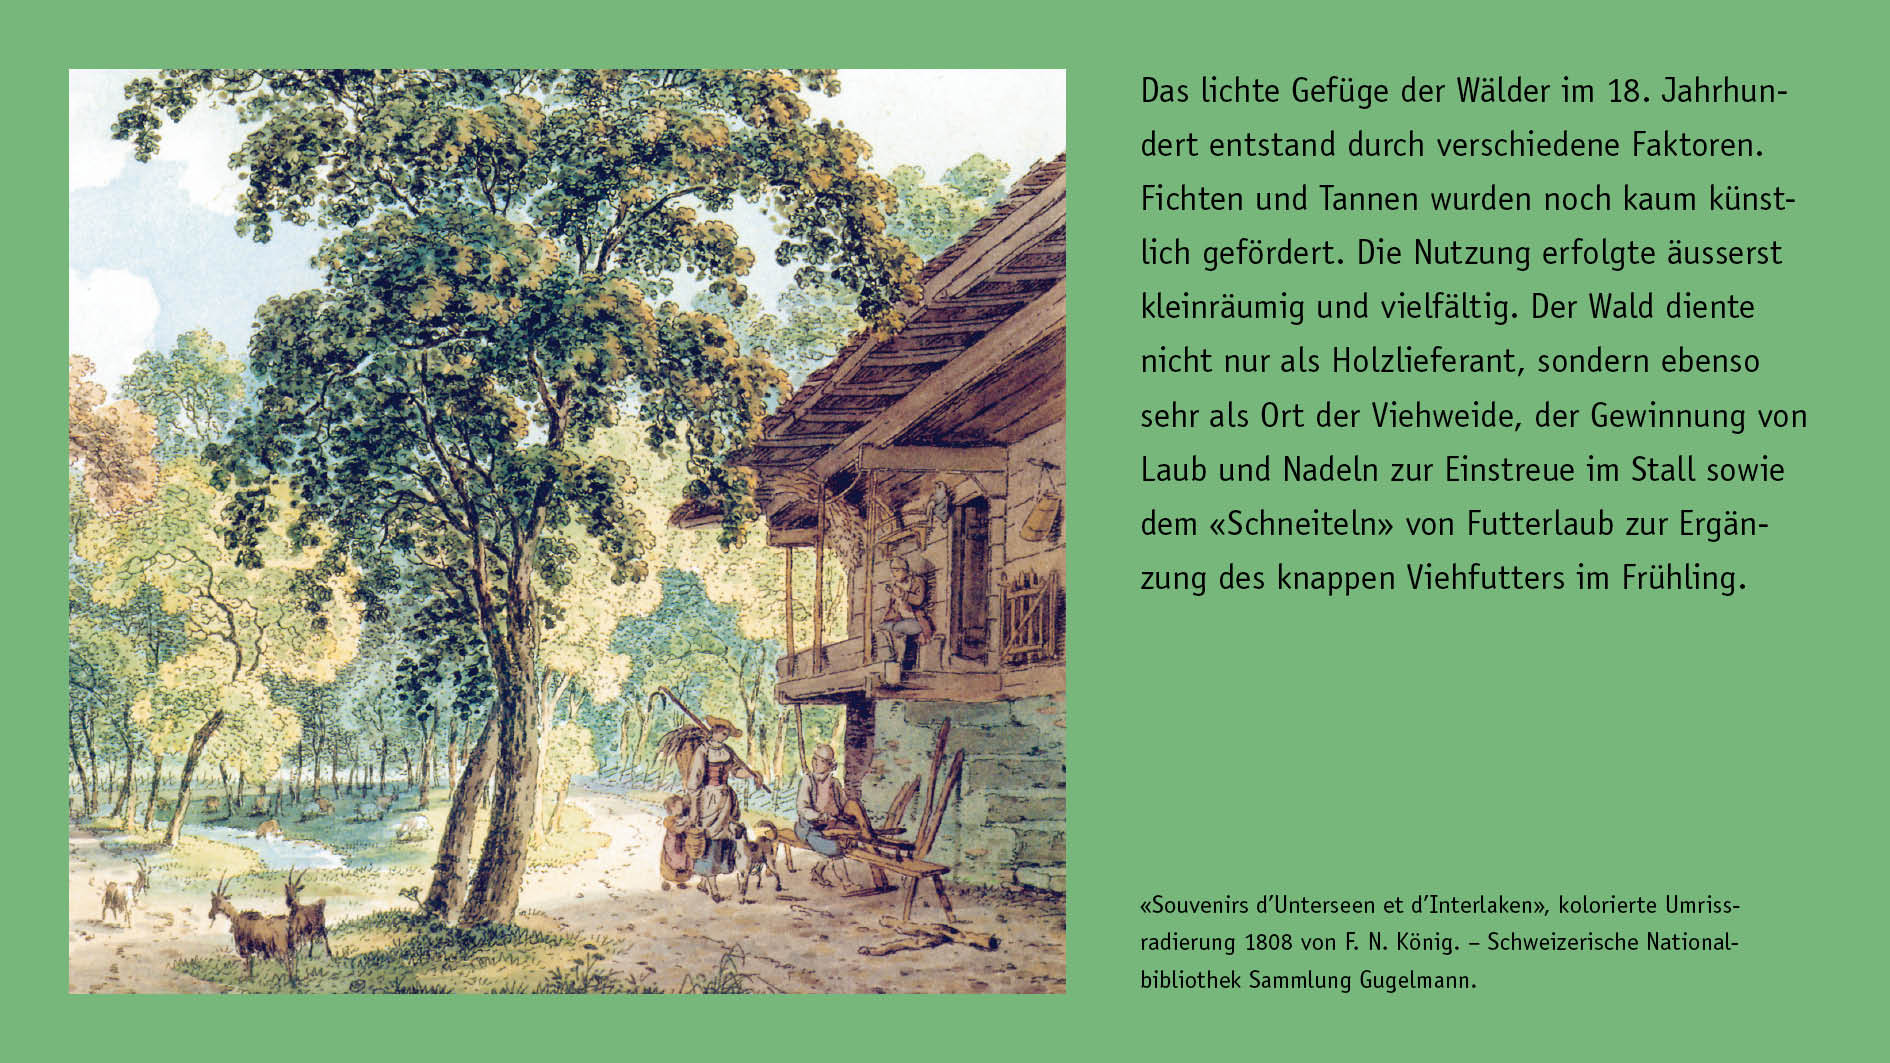 Das lichte Gefüge der Wälder im 18. Jahrhun-
dert entstand durch verschiedene Faktoren.
Fichten und Tannen wurden noch kaum künst-
lich gefördert. Die Nutzung erfolgte äusserst
kleinräumig und vielfältig. Der Wald diente
nicht nur als Holzlieferant, sondern ebenso
sehr als Ort der Viehweide, der Gewinnung von
Laub und Nadeln zur Einstreue im Stall sowie
dem «Schneiteln» von Futterlaub zur Ergän-
zung des knappen Viehfutters im Frühling.
«Souvenirs d’Unterseen et d’Interlaken», kolorierte Umriss-
radierung 1808 von F. N. König. – Schweizerische National-
bibliothek Sammlung Gugelmann.